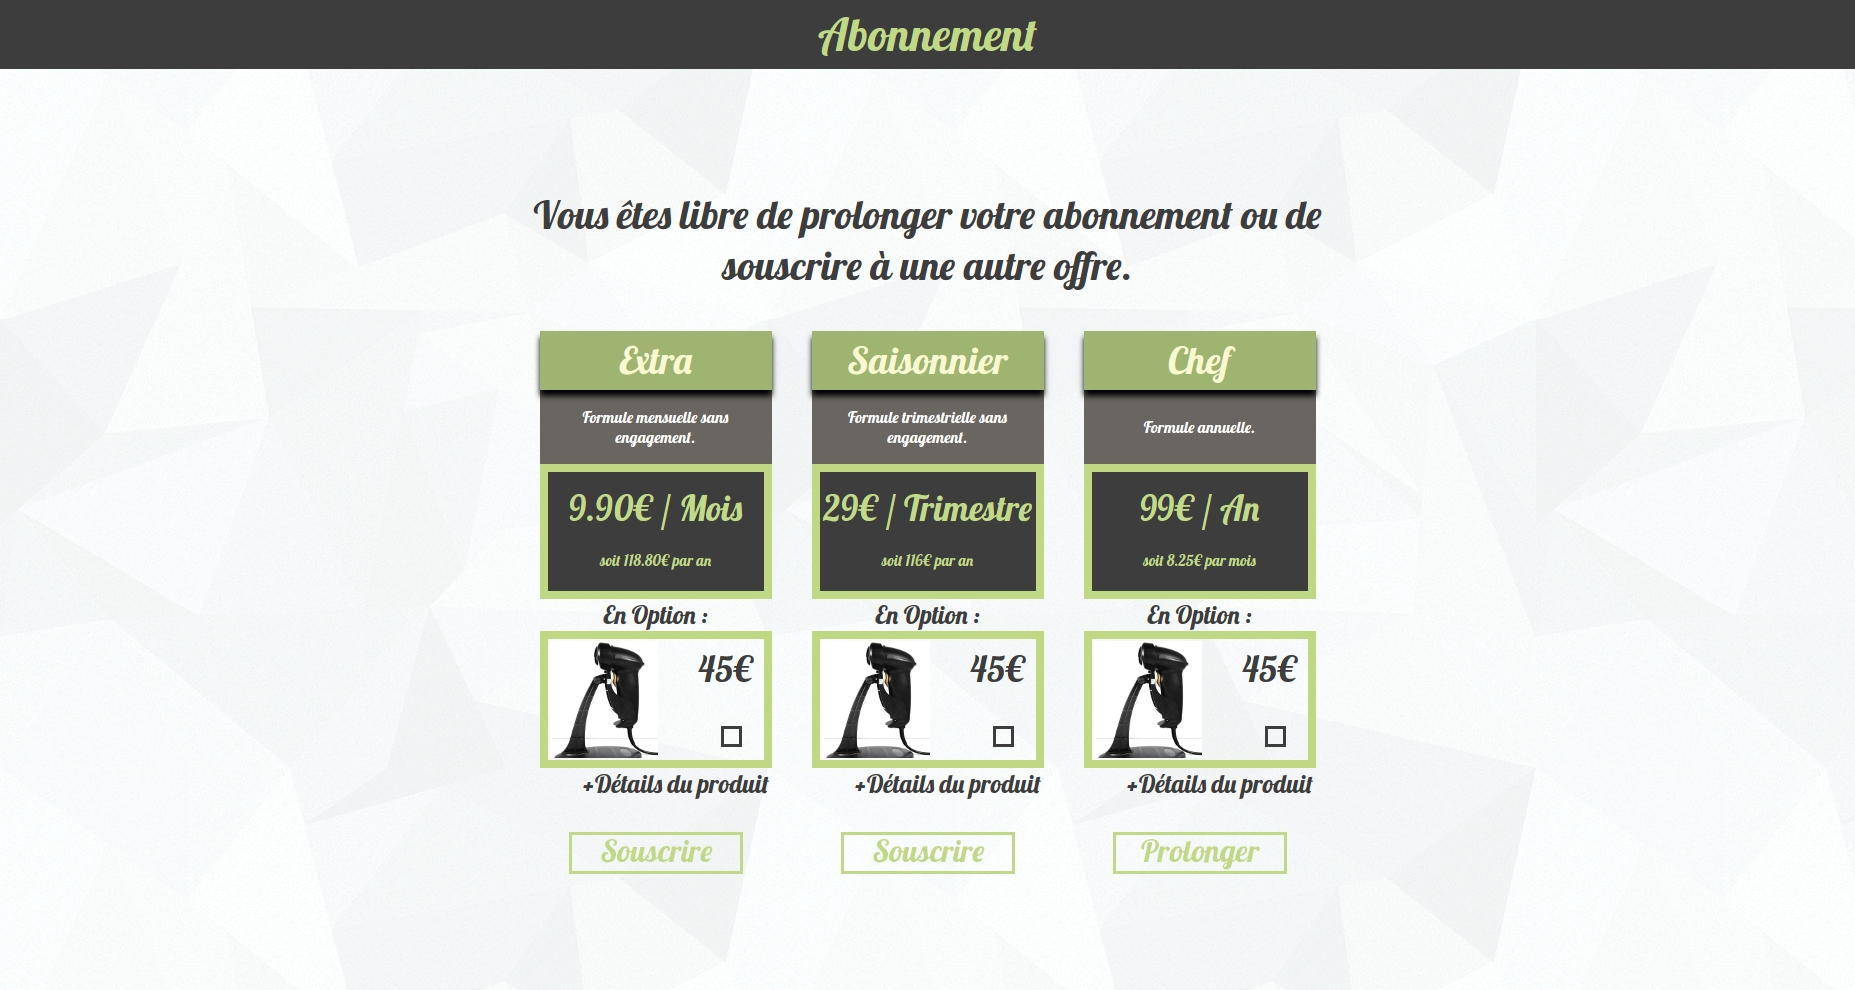 Abonnement
Vous êtes libre de prolonger votre abonnement ou de
souscrire à une autre offre.
Extra
Formule mensuelle sans
engagement.
9.90€ / Mois
soit 118.80€ par an
En Option :
45€
+Détails du produit
Souscrire
Saisonnier
Formule trimestrielle sans
engagement.
29€ / Trimestre
soit 116€ par an
En Option :
45€
+Détails du produit
Souscrire
Chef
Formule annuelle.
99€ / An
soit 8.25€ par mois
En Option :
45€
+Détails du produit
Prolonger